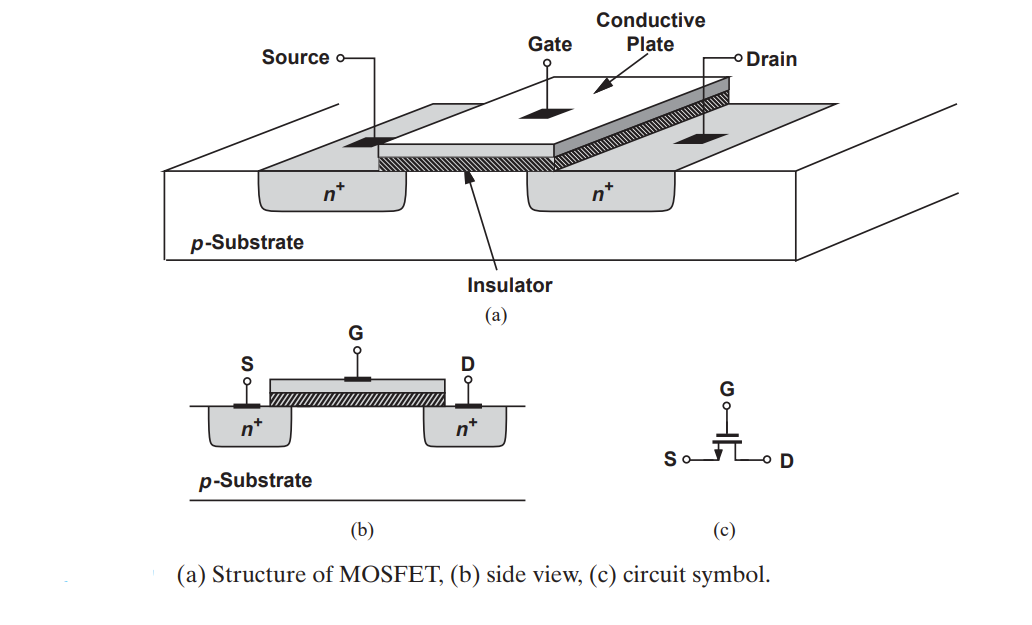 Conductive
Plate
Gate
Source
Drain
n+
n+
p-Substrate
Insulator
(a)
G
S
D
n+
n+
p-Substrate
(b)
G
S
D
(c)
(a) Structure of MOSFET, (b) side view, (c) circuit symbol.